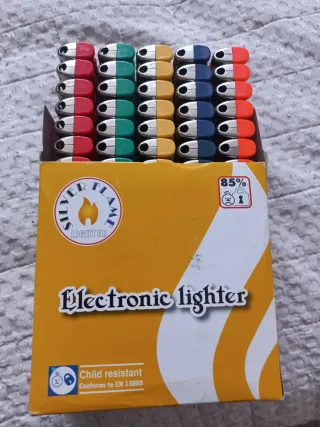 SILVER FLAME
LIGHTER
85%
Electronic lighter
Child resistant
Conforms to EN 13869